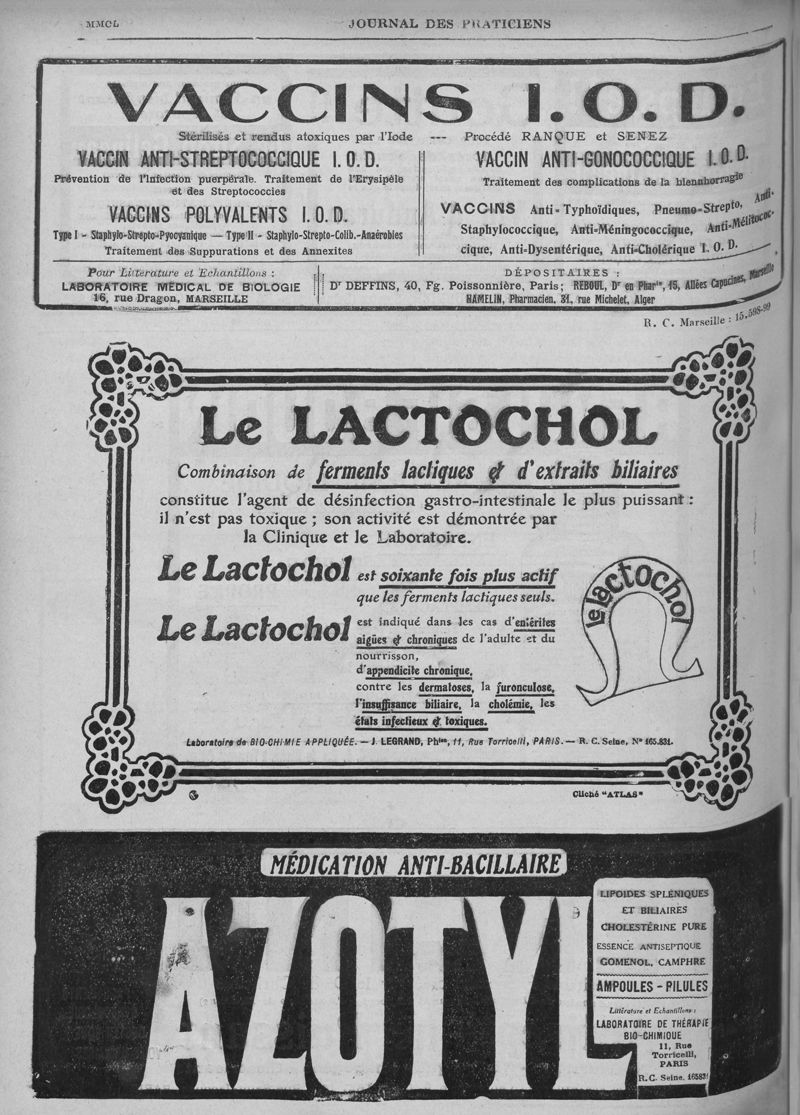 MMCL
JOURNAL DES PRATICIENS
VACCINS I.O.D.
Stérilisés et rendus atoxiques par l'Iode --- Procédé RANQUE et SENEZ
VACCIN ANTI-STREPTOCOCCIQUE I.O.D.
Prévention de l'Infection puerpérale. Traitement de l'Erysipèle
et des Streptococcies
VACCINS POLYVALENTS I.O.D.
Type I - Staphylo-Strepto-Pyocyanique — Type II - Staphylo-Strepto-Colib.-Anaérobies
Traitement des Suppurations et des Annexites
VACCIN ANTI-GONOCOCCIQUE I.O.D.
Traitement des complications de la blennhorragie
VACCINS Anti-Typhoïdiques, Pneumo-Strepto, Anti-
Staphylococcique, Anti-Méningococcique, Anti-Mélitococ-
cique, Anti-Dysentérique, Anti-Cholérique I.O.D.
Pour Litterature et Echantillons :
LABORATOIRE MÉDICAL DE BIOLOGIE
16, rue Dragon, MARSEILLE
DÉPOSITAIRES :
Dr DEFFINS, 40, Fg. Poissonnière, Paris; REBOUL, Dr en Phar^ie, 15, Allées Capucines, Marseille
HAMELIN, Pharmacien, 31, rue Michelet, Alger
R. C. Marseille : 15.598-99
Le LACTOCHOL
Combinaison de ferments lactiques & d'extraits biliaires
constitue l'agent de désinfection gastro-intestinale le plus puissant :
il n'est pas toxique ; son activité est démontrée par
la Clinique et le Laboratoire.
Le Lactochol est soixante fois plus actif
que les ferments lactiques seuls.
Le Lactochol est indiqué dans les cas d'entérites
aigües & chroniques de l'adulte et du
nourrisson,
d'appendicite chronique,
contre les dermatoses, la furonculose,
l'insuffisance biliaire, la cholémie, les
états infectieux & toxiques.
le lactochol
Laboratoire de BIO-CHIMIE APPLIQUÉE. — J. LEGRAND, Ph^ien, 11, Rue Torricelli, PARIS. — R. C. Seine, N° 165.831.
Cliché "ATLAS"
MÉDICATION ANTI-BACILLAIRE
AZOTYL
LIPOIDES SPLÉNIQUES
ET BILIAIRES
CHOLESTÉRINE PURE
ESSENCE ANTISEPTIQUE
GOMENOL, CAMPHRE
AMPOULES - PILULES
Littérature et Echantillons :
LABORATOIRE DE THÉRAPIE
BIO-CHIMIQUE
11, Rue
Torricelli,
PARIS
R.C. Seine. 165831